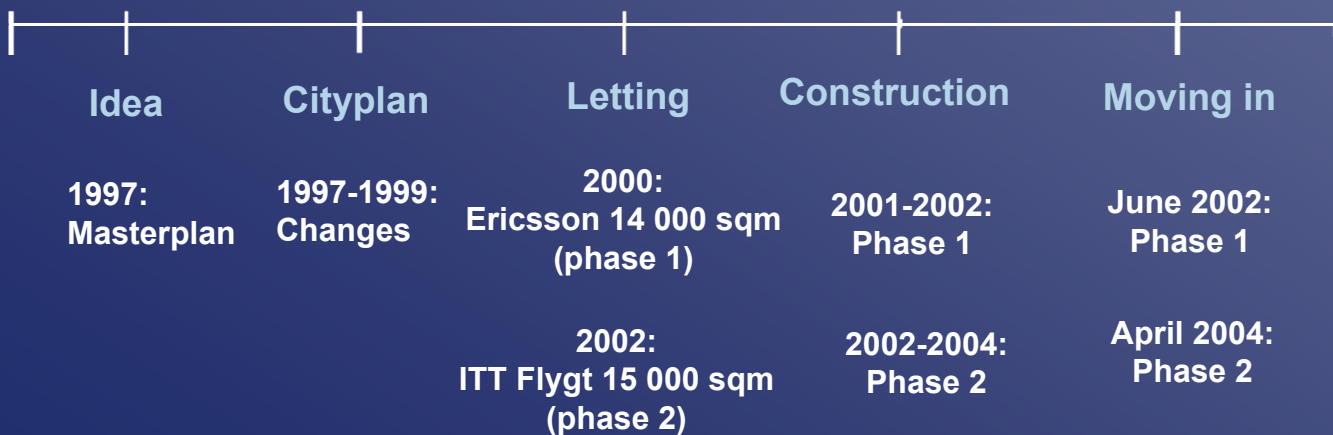 Idea
Cityplan
Letting
Construction
Moving in
1997:
Masterplan
1997-1999:
Changes
2000:
Ericsson 14 000 sqm
(phase 1)
2001-2002:
Phase 1
June 2002:
Phase 1
2002:
ITT Flygt 15 000 sqm
(phase 2)
2002-2004:
Phase 2
April 2004:
Phase 2